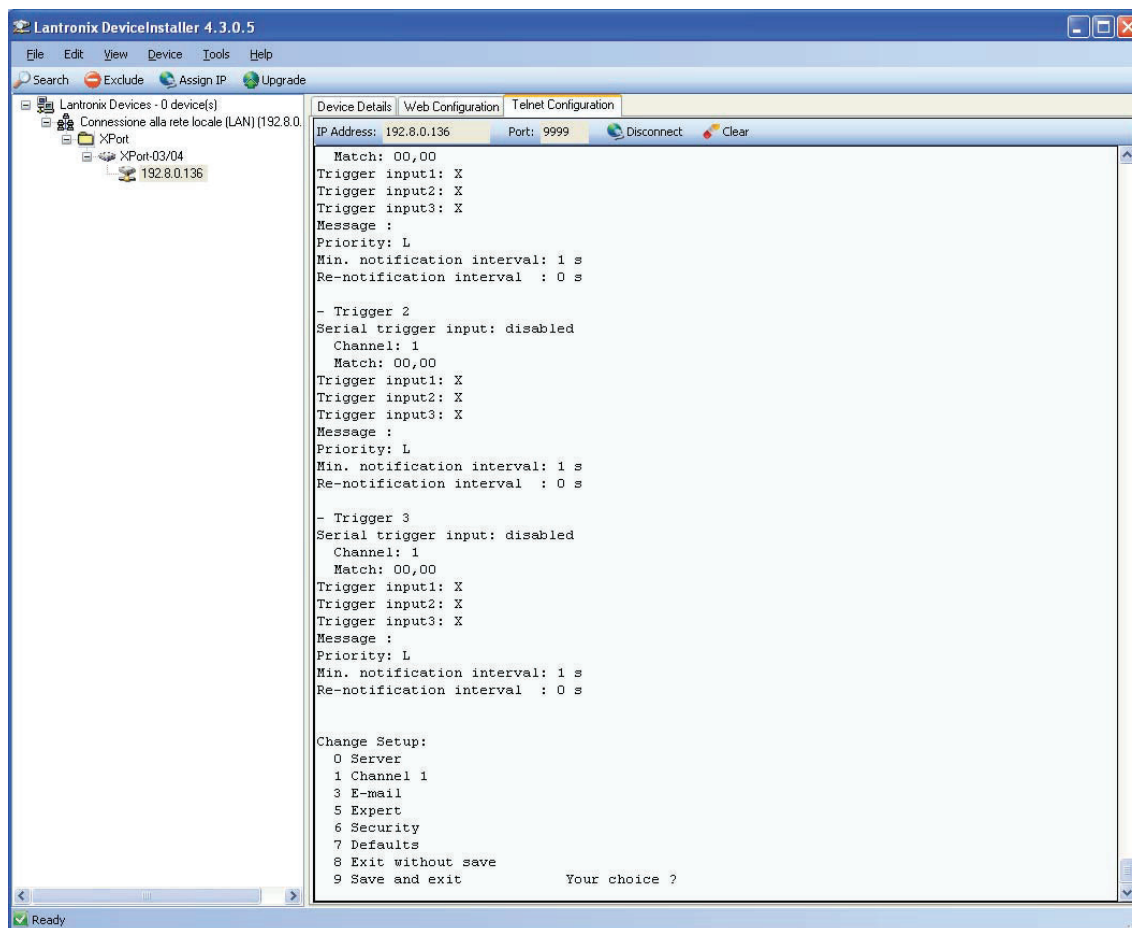 Lantronix DeviceInstaller 4.3.0.5
File Edit View Device Tools Help
Search Exclude Assign IP Upgrade
Lantronix Devices - 0 device(s)
Connessione alla rete locale (LAN) (192.8.0.
XPort
XPort-03/04
192.8.0.136
Device Details Web Configuration Telnet Configuration
IP Address: 192.8.0.136 Port: 9999 Disconnect Clear
Match: 00,00
Trigger input1: X
Trigger input2: X
Trigger input3: X
Message :
Priority: L
Min. notification interval: 1 s
Re-notification interval : 0 s
- Trigger 2
Serial trigger input: disabled
Channel: 1
Match: 00,00
Trigger input1: X
Trigger input2: X
Trigger input3: X
Message :
Priority: L
Min. notification interval: 1 s
Re-notification interval : 0 s
- Trigger 3
Serial trigger input: disabled
Channel: 1
Match: 00,00
Trigger input1: X
Trigger input2: X
Trigger input3: X
Message :
Priority: L
Min. notification interval: 1 s
Re-notification interval : 0 s
Change Setup:
0 Server
1 Channel 1
3 E-mail
5 Expert
6 Security
7 Defaults
8 Exit without save
9 Save and exit Your choice ?
Ready